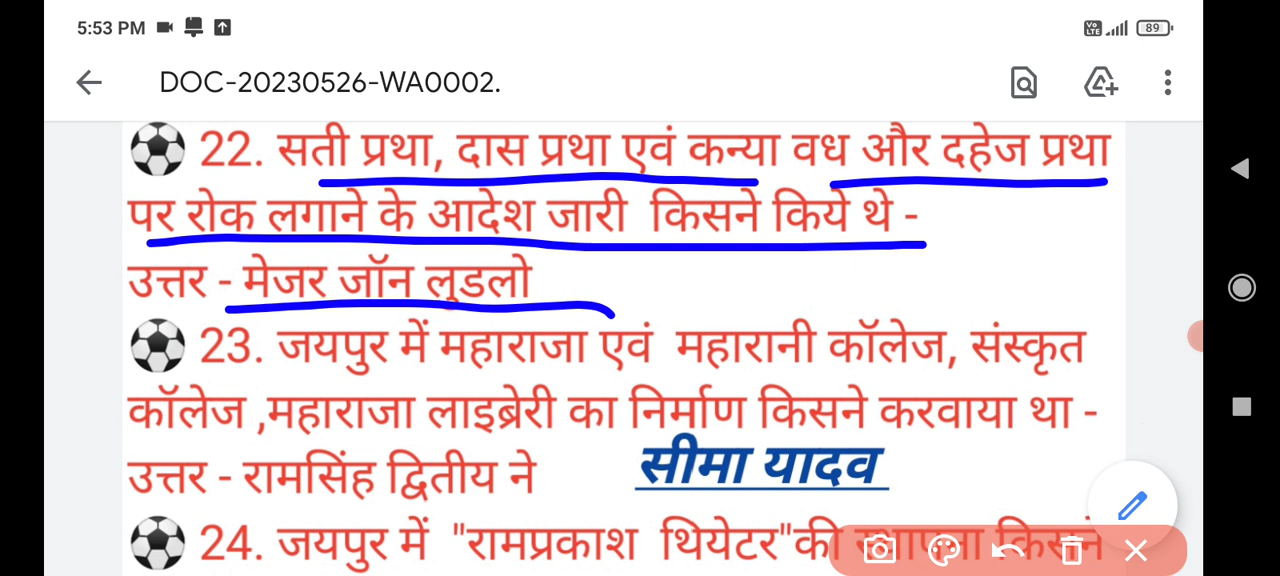 5:53 PM
89
DOC-20230526-WA0002.
22. सती प्रथा, दास प्रथा एवं कन्या वध और दहेज प्रथा
पर रोक लगाने के आदेश जारी किसने किये थे -
उत्तर - मेजर जॉन लुडलो
23. जयपुर में महाराजा एवं महारानी कॉलेज, संस्कृत
कॉलेज ,महाराजा लाइब्रेरी का निर्माण किसने करवाया था -
उत्तर - रामसिंह द्वितीय ने
सीमा यादव
24. जयपुर में "रामप्रकाश थियेटर"की स्थापना किसने